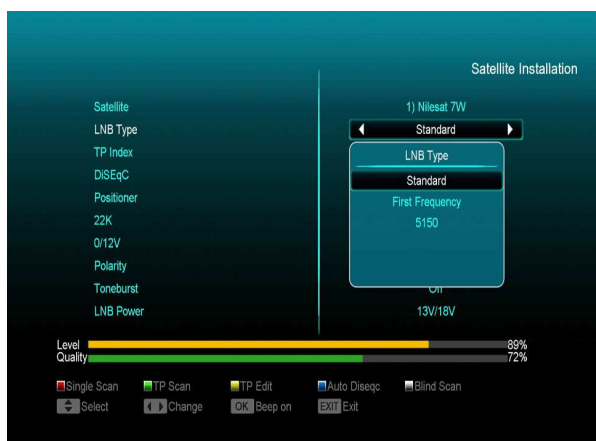 Satellite Installation
Satellite 1) Nilesat 7W
LNB Type Standard
TP Index LNB Type
DiSEqC Standard
Positioner First Frequency
22K 5150
0/12V
Polarity
Toneburst
LNB Power 13V/18V
Level 89%
Quality 72%
Single Scan TP Scan TP Edit Auto Diseqc Blind Scan
Select Change OK Beep on EXIT Exit